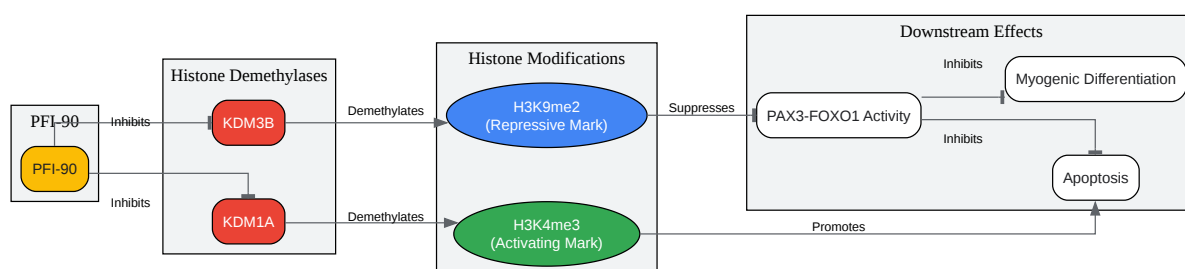 PFI-90
PFI-90
Inhibits
Inhibits
Histone Demethylases
KDM3B
KDM1A
Demethylates
Demethylates
Histone Modifications
H3K9me2
(Repressive Mark)
H3K4me3
(Activating Mark)
Suppresses
Promotes
Downstream Effects
PAX3-FOXO1 Activity
Inhibits
Inhibits
Myogenic Differentiation
Apoptosis